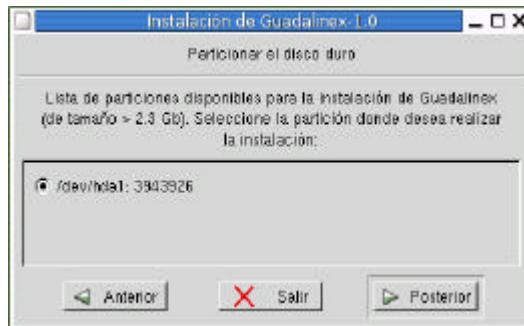 Instalación de Guadalinex-1.0
Particionar el disco duro
Lista de particiones disponibles para la instalación de Guadalinex
(de tamaño > 2.3 Gb). Seleccione la partición donde desea realizar
la instalación:
/dev/hda1: 3943926
Anterior Salir Posterior